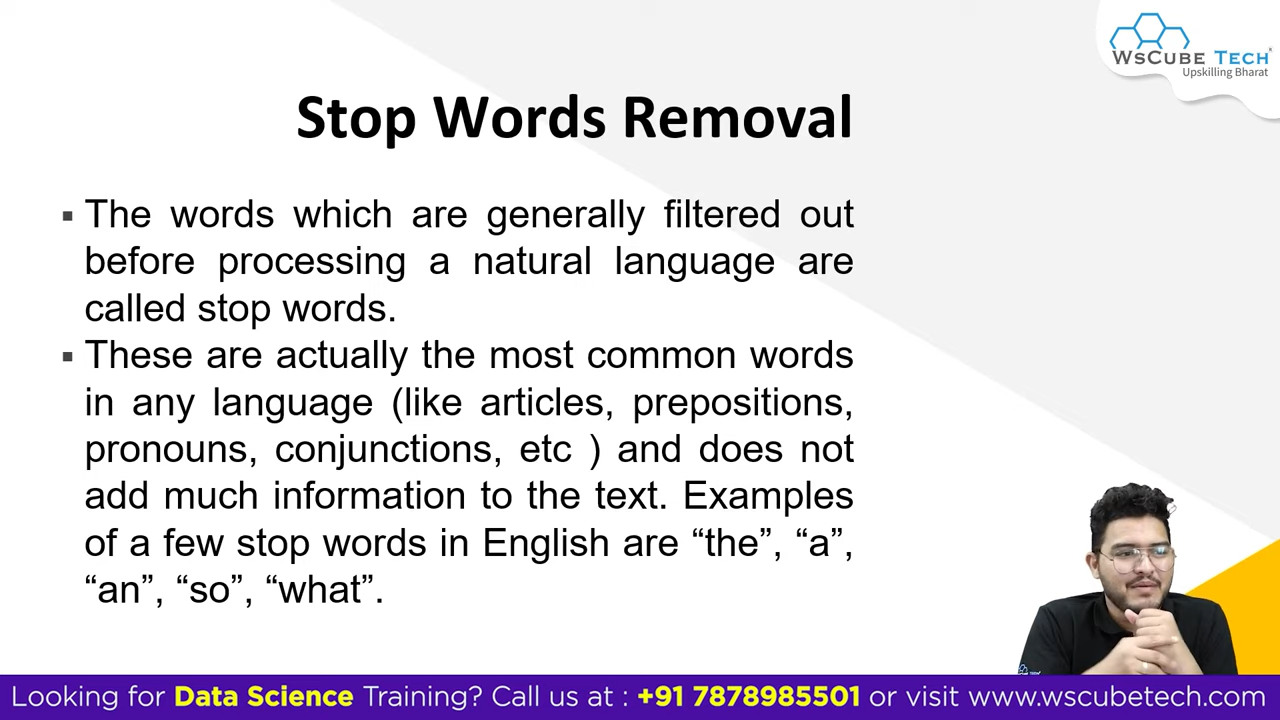 WsCube Tech
Upskilling Bharat
Stop Words Removal
▪ The words which are generally filtered out
before processing a natural language are
called stop words.
▪ These are actually the most common words
in any language (like articles, prepositions,
pronouns, conjunctions, etc ) and does not
add much information to the text. Examples
of a few stop words in English are “the”, “a”,
“an”, “so”, “what”.
Looking for Data Science Training? Call us at : +91 7878985501 or visit www.wscubetech.com